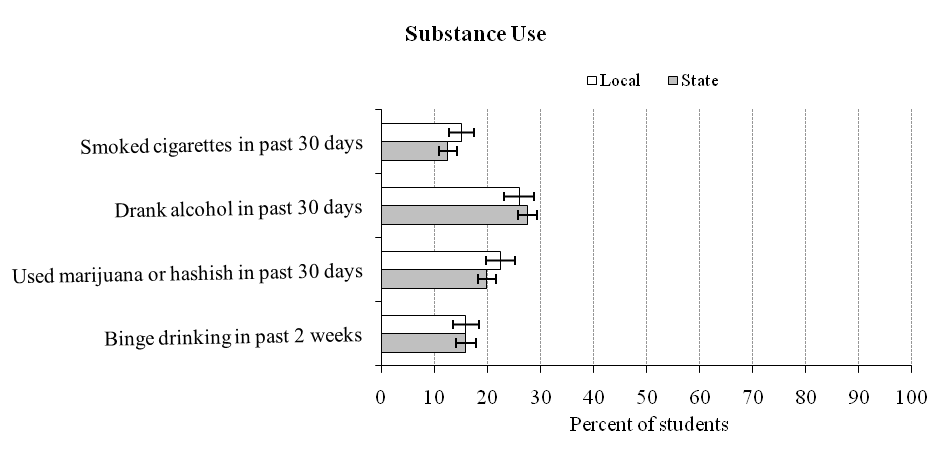 Substance Use
Local State
Smoked cigarettes in past 30 days
Drank alcohol in past 30 days
Used marijuana or hashish in past 30 days
Binge drinking in past 2 weeks
0 10 20 30 40 50 60 70 80 90 100
Percent of students